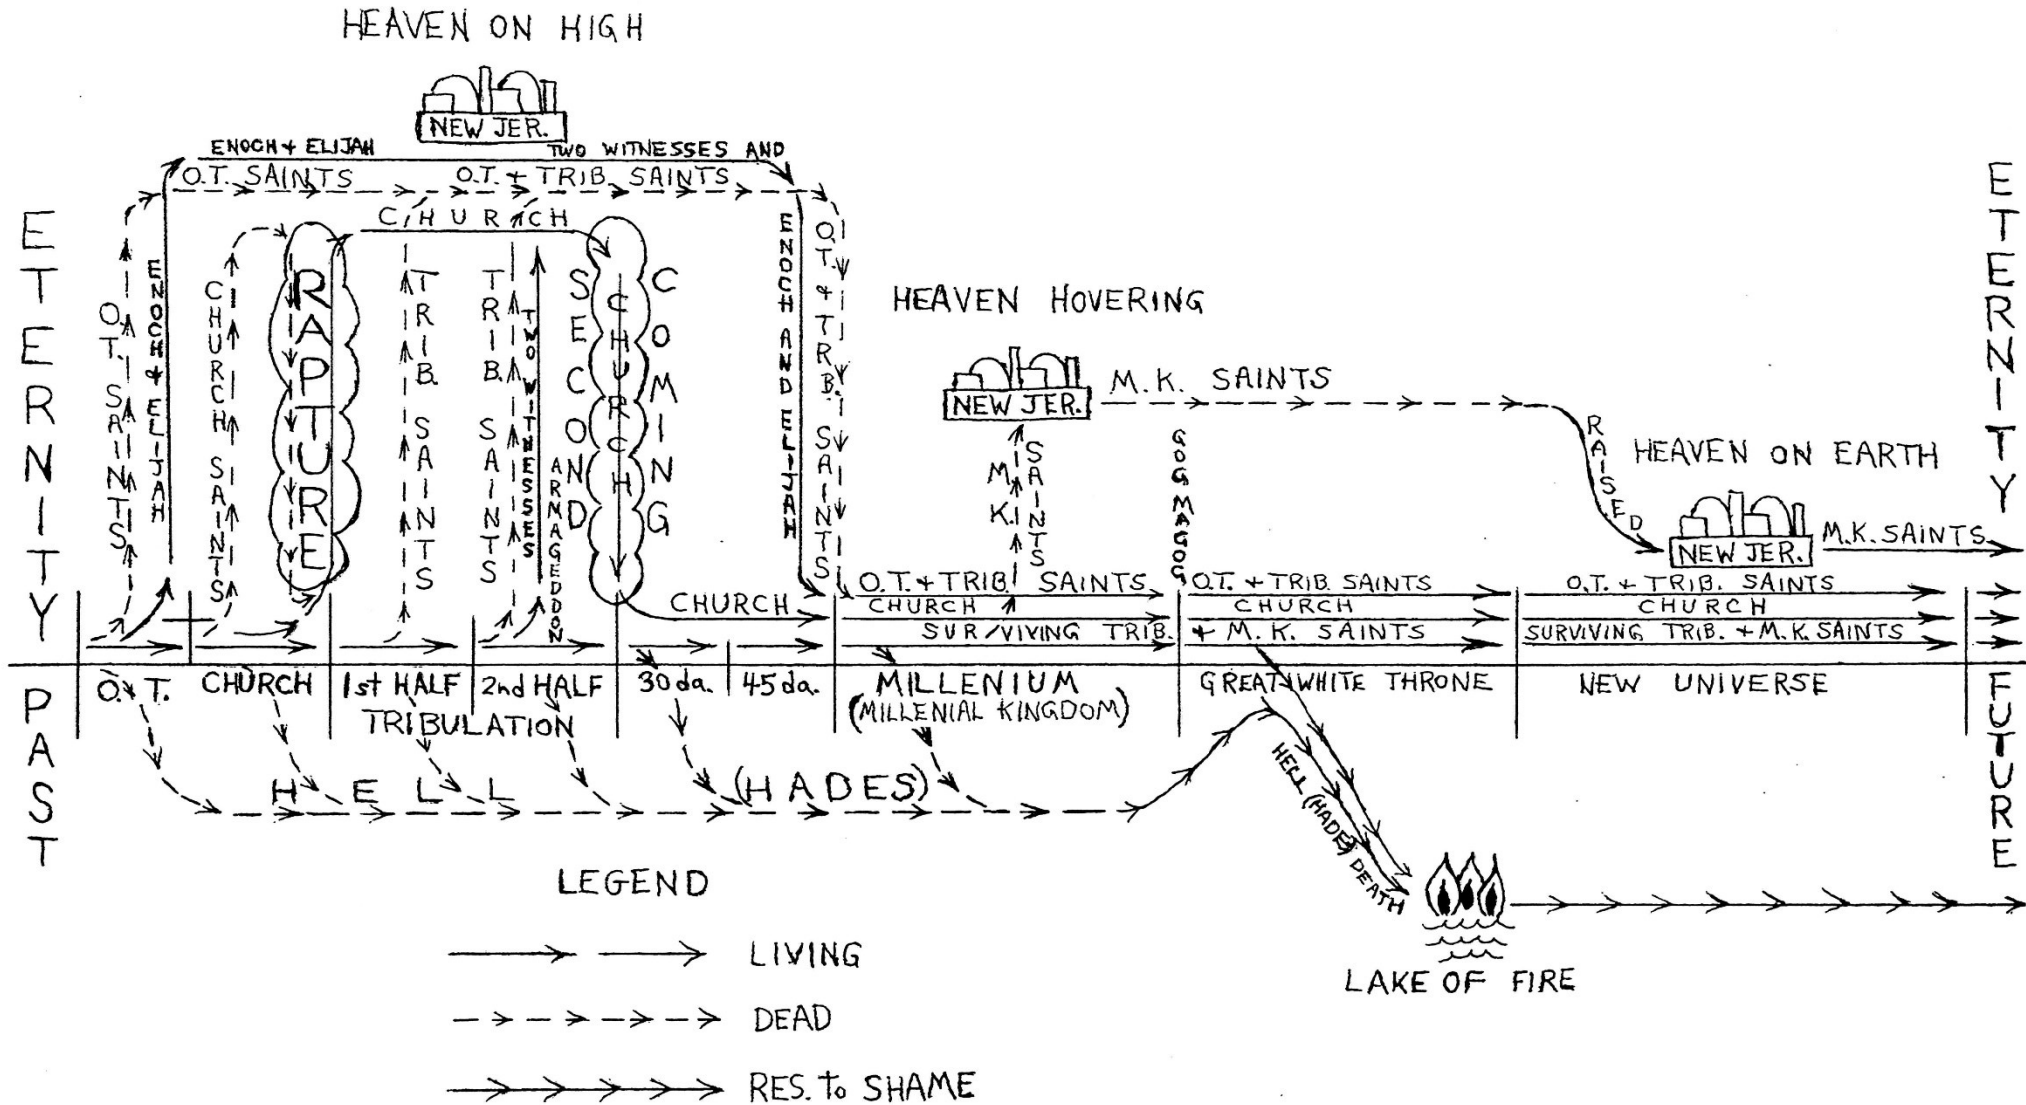 HEAVEN ON HIGH
NEW JER.
ENOCH & ELIJAH
TWO WITNESSES AND
O.T. SAINTS
O.T. & TRIB. SAINTS
CHURCH
ETERNITY PAST
O.T. SAINTS
ENOCH & ELIJAH
CHURCH SAINTS
RAPTURE
TRIB. SAINTS
TRIB. SAINTS
TWO WITNESSES
ARMAGEDDON
SECOND COMING
CHURCH
ENOCH AND ELIJAH
O.T. & TRB. SAINTS
HEAVEN HOVERING
NEW JER.
M.K. SAINTS
M.K. SAINTS
GOG MAGOG
RAISED
HEAVEN ON EARTH
NEW JER.
M.K. SAINTS
ETERNITY FUTURE
CHURCH
O.T. & TRIB. SAINTS
CHURCH
SURVIVING TRIB.
O.T. & TRIB. SAINTS
CHURCH
& M.K. SAINTS
O.T. & TRIB. SAINTS
CHURCH
SURVIVING TRIB. & M.K. SAINTS
O.T.
CHURCH
1st HALF
2nd HALF
TRIBULATION
30 da.
45 da.
MILLENIUM
(MILLENIAL KINGDOM)
GREAT WHITE THRONE
NEW UNIVERSE
HELL (HADES)
HELL (HADES) DEATH
LAKE OF FIRE
LEGEND
LIVING
DEAD
RES. to SHAME